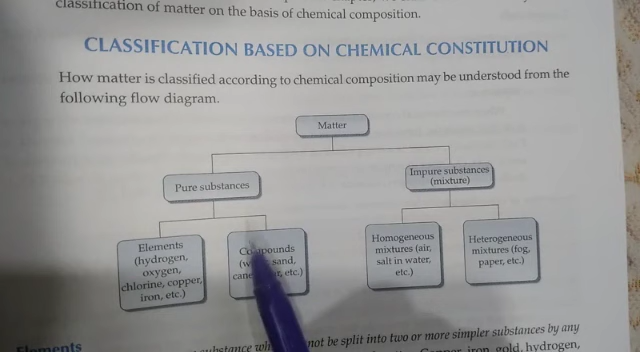 classification of matter on the basis of chemical composition.
CLASSIFICATION BASED ON CHEMICAL CONSTITUTION
How matter is classified according to chemical composition may be understood from the
following flow diagram.
Matter
Pure substances
Impure substances
(mixture)
Elements
(hydrogen,
oxygen,
chlorine, copper,
iron, etc.)
Compounds
sand,
cane etc.)
Homogeneous
mixtures (air,
salt in water,
etc.)
Heterogeneous
mixtures (fog,
paper, etc.)
Elements
not be split into two or more simpler substances by any
iron, gold, hydrogen,